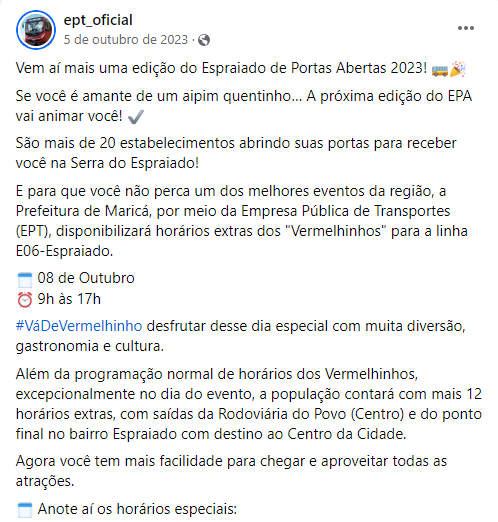 ept_oficial
5 de outubro de 2023 ·
Vem aí mais uma edição do Espraiado de Portas Abertas 2023! 🚌🎉
Se você é amante de um aipim quentinho... A próxima edição do EPA
vai animar você! ✔️
São mais de 20 estabelecimentos abrindo suas portas para receber
você na Serra do Espraiado!
E para que você não perca um dos melhores eventos da região, a
Prefeitura de Maricá, por meio da Empresa Pública de Transportes
(EPT), disponibilizará horários extras dos "Vermelhinhos" para a linha
E06-Espraiado.
🗓️ 08 de Outubro
⏰ 9h às 17h
#VáDeVermelhinho desfrutar desse dia especial com muita diversão,
gastronomia e cultura.
Além da programação normal de horários dos Vermelhinhos,
excepcionalmente no dia do evento, a população contará com mais 12
horários extras, com saídas da Rodoviária do Povo (Centro) e do ponto
final no bairro Espraiado com destino ao Centro da Cidade.
Agora você tem mais facilidade para chegar e aproveitar todas as
atrações.
🗓️ Anote aí os horários especiais: